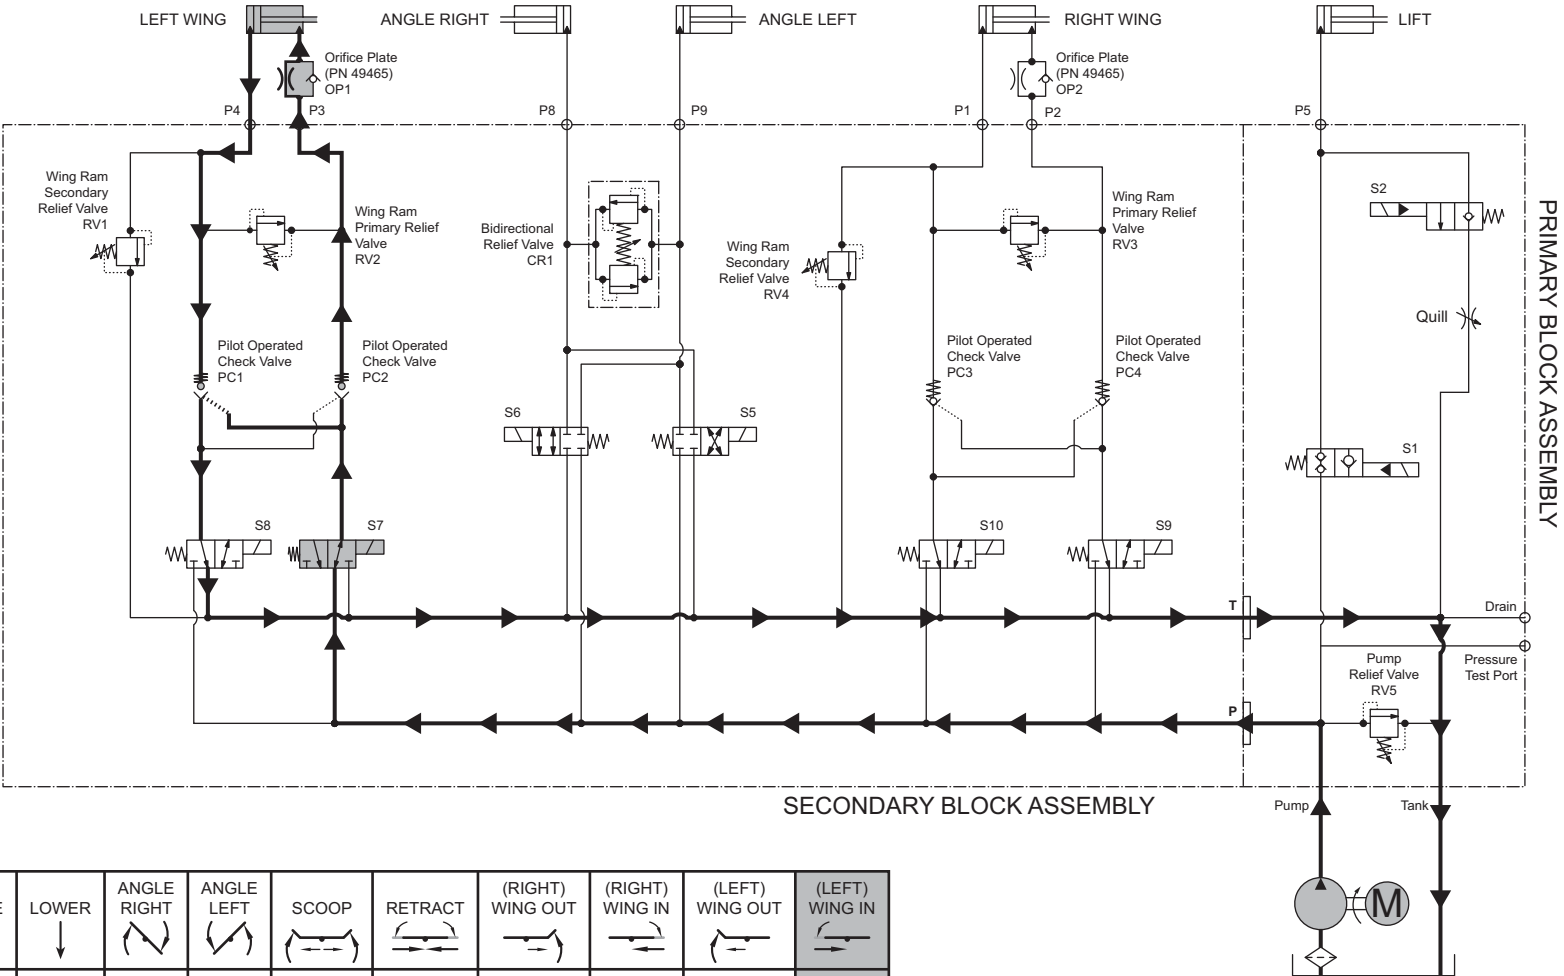 LEFT WING
ANGLE RIGHT
ANGLE LEFT
RIGHT WING
LIFT
Orifice Plate
(PN 49465)
OP1
Orifice Plate
(PN 49465)
OP2
P4
P3
P8
P9
P1
P2
P5
Wing Ram
Secondary
Relief Valve
RV1
Wing Ram
Primary Relief
Valve
RV2
Bidirectional
Relief Valve
CR1
Wing Ram
Secondary
Relief Valve
RV4
Wing Ram
Primary Relief
Valve
RV3
S2
Quill
PRIMARY BLOCK ASSEMBLY
Pilot Operated
Check Valve
PC1
Pilot Operated
Check Valve
PC2
Pilot Operated
Check Valve
PC3
Pilot Operated
Check Valve
PC4
S6
S5
S1
S8
S7
S10
S9
T
Drain
Pressure
Test Port
Pump
Relief Valve
RV5
P
SECONDARY BLOCK ASSEMBLY
Pump
Tank
M
E
LOWER
ANGLE
RIGHT
ANGLE
LEFT
SCOOP
RETRACT
(RIGHT)
WING OUT
(RIGHT)
WING IN
(LEFT)
WING OUT
(LEFT)
WING IN